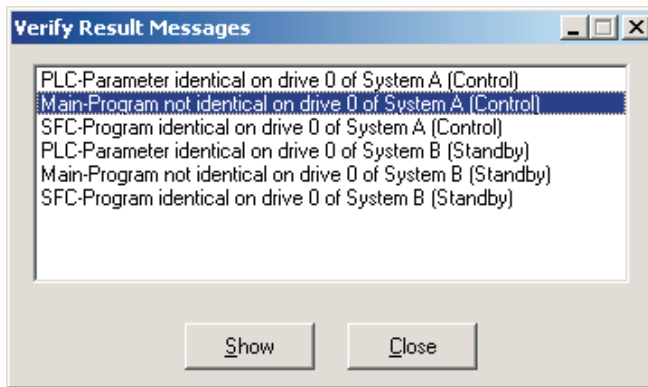 Verify Result Messages
PLC-Parameter identical on drive 0 of System A (Control)
Main-Program not identical on drive 0 of System A (Control)
SFC-Program identical on drive 0 of System A (Control)
PLC-Parameter identical on drive 0 of System B (Standby)
Main-Program not identical on drive 0 of System B (Standby)
SFC-Program identical on drive 0 of System B (Standby)
Show
Close